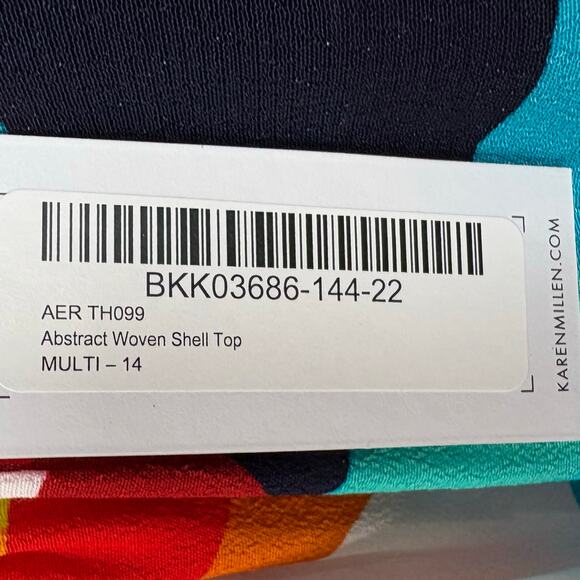 BKK03686-144-22
AER TH099
Abstract Woven Shell Top
MULTI – 14
KARENMILLEN.COM